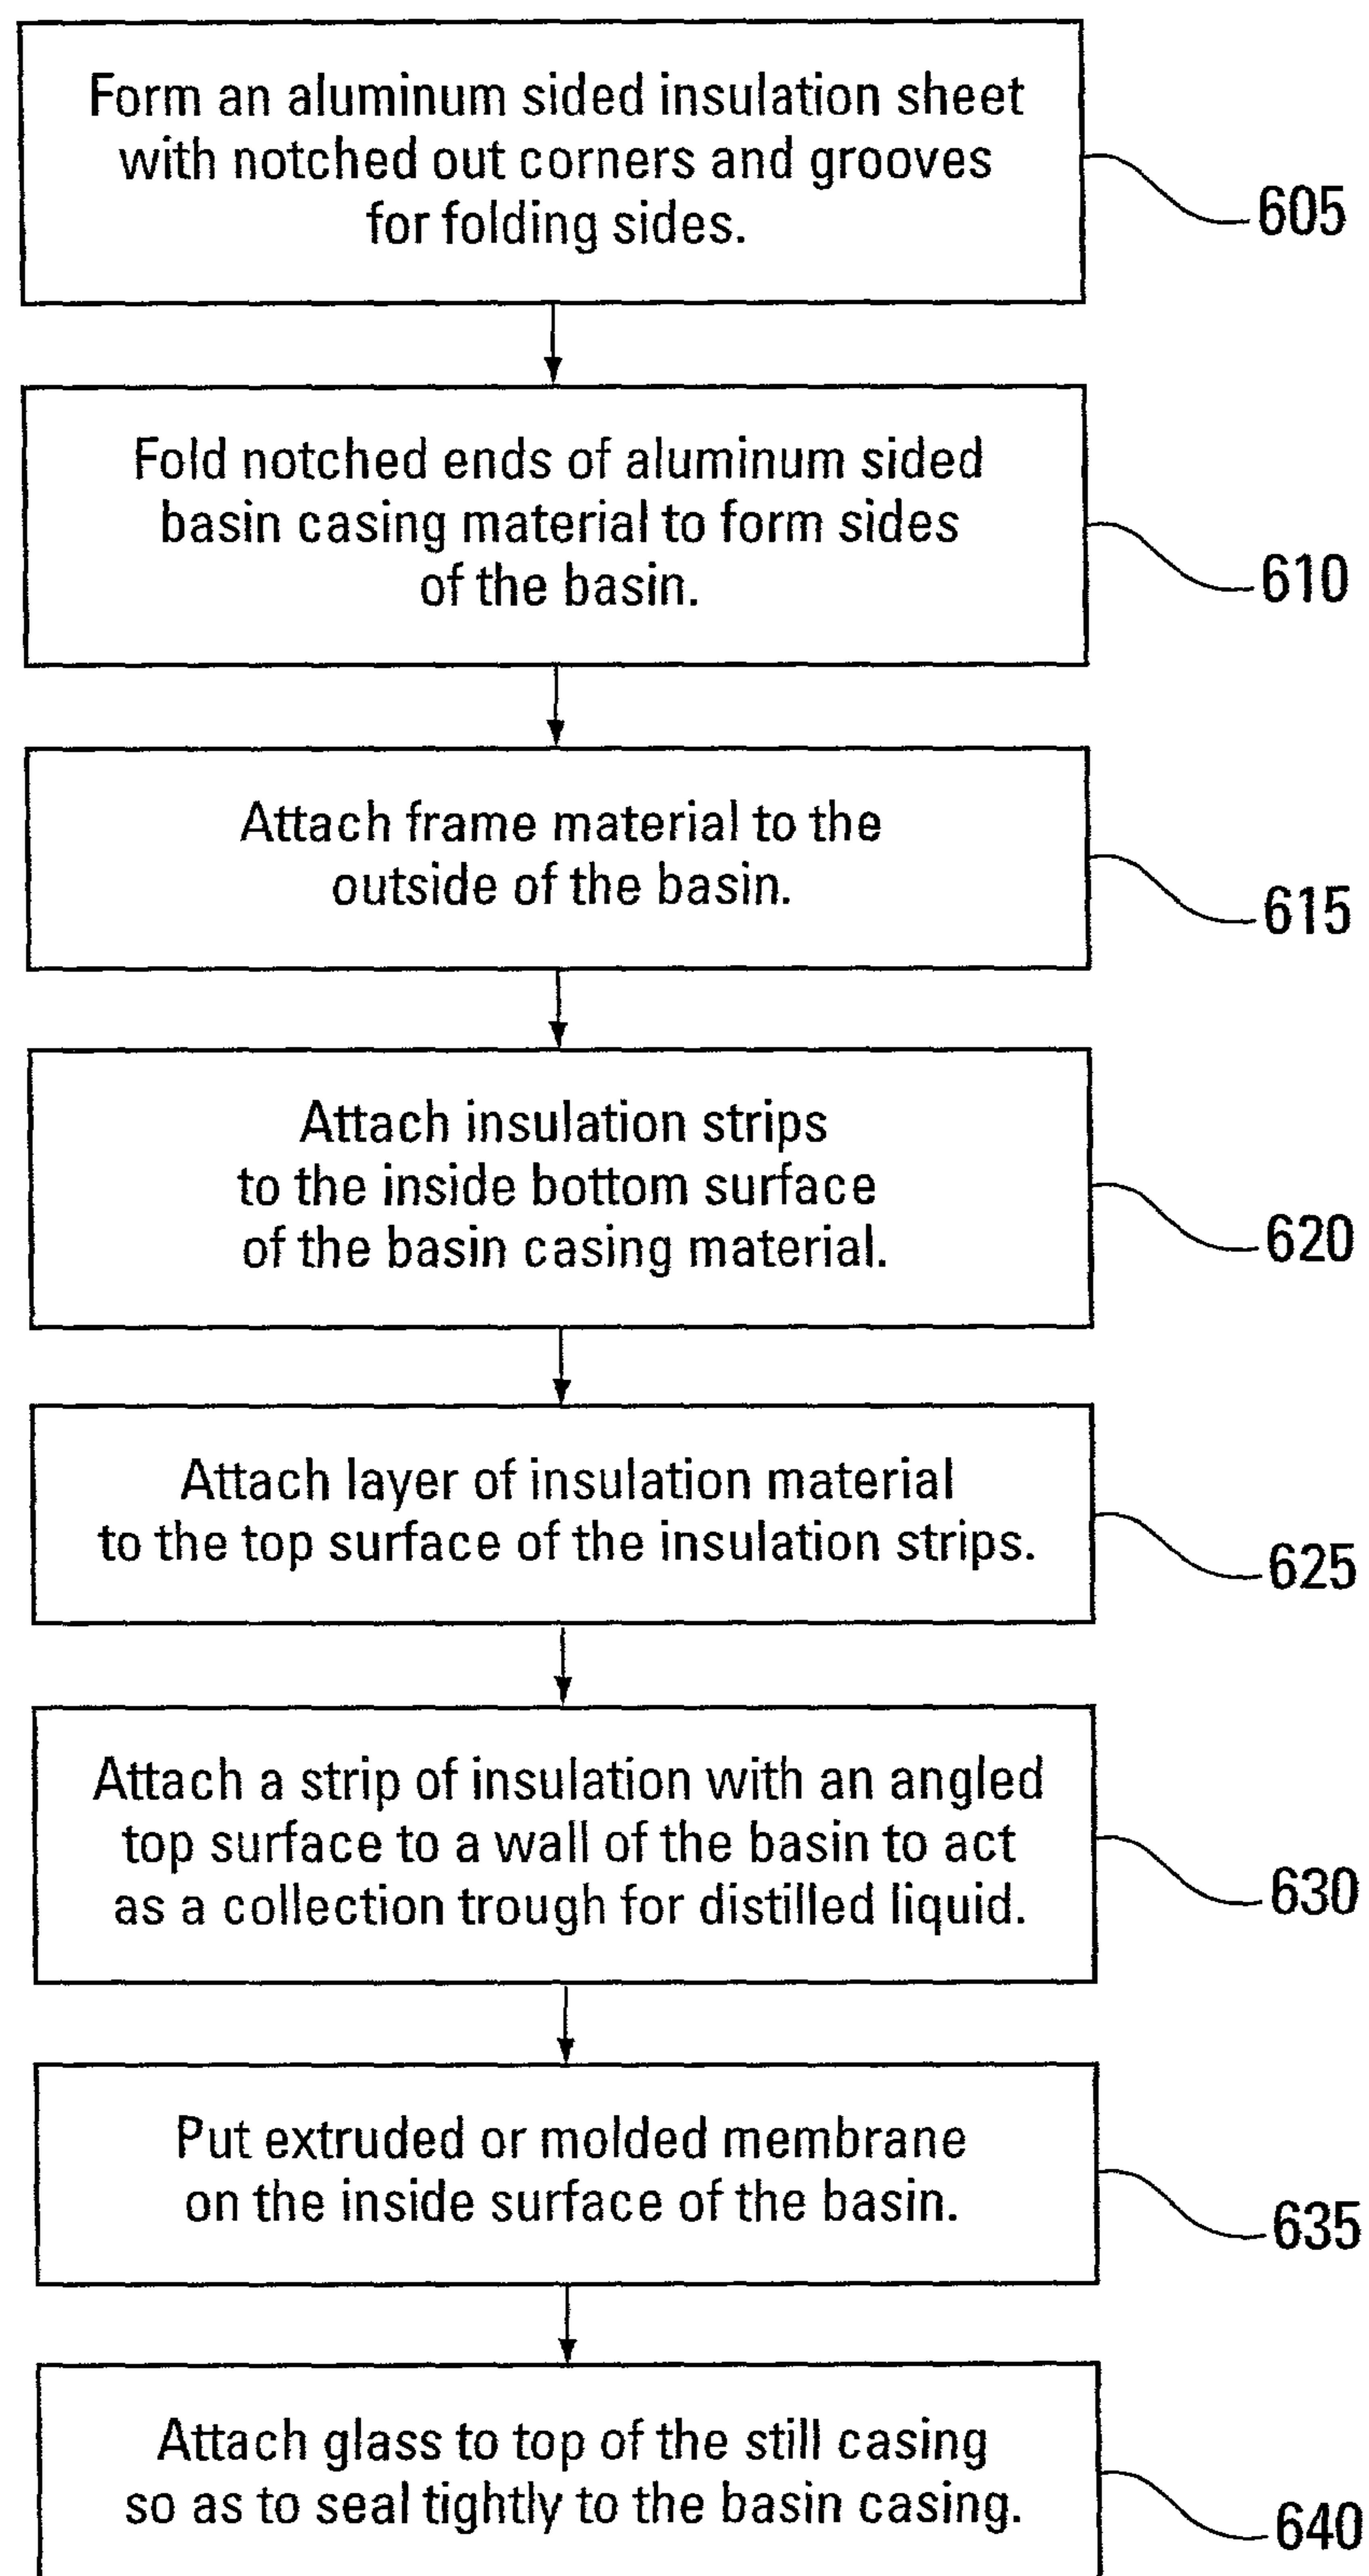 Form an aluminum sided insulation sheet
with notched out corners and grooves
for folding sides.
605
Fold notched ends of aluminum sided
basin casing material to form sides
of the basin.
610
Attach frame material to the
outside of the basin.
615
Attach insulation strips
to the inside bottom surface
of the basin casing material.
620
Attach layer of insulation material
to the top surface of the insulation strips.
625
Attach a strip of insulation with an angled
top surface to a wall of the basin to act
as a collection trough for distilled liquid.
630
Put extruded or molded membrane
on the inside surface of the basin.
635
Attach glass to top of the still casing
so as to seal tightly to the basin casing.
640